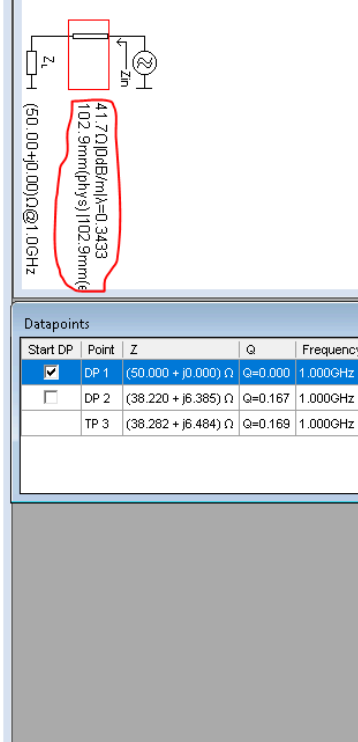 ZL
Zin
(50.00+j0.00)Ω@1.0GHz
41.7Ω|0dB/m|λ=0.3433
102.9mm(phys)|102.9mm(e
Datapoints
Start DP Point Z Q Frequency
DP 1 (50.000 + j0.000) Ω Q=0.000 1.000GHz
DP 2 (38.220 + j6.385) Ω Q=0.167 1.000GHz
TP 3 (38.282 + j6.484) Ω Q=0.169 1.000GHz